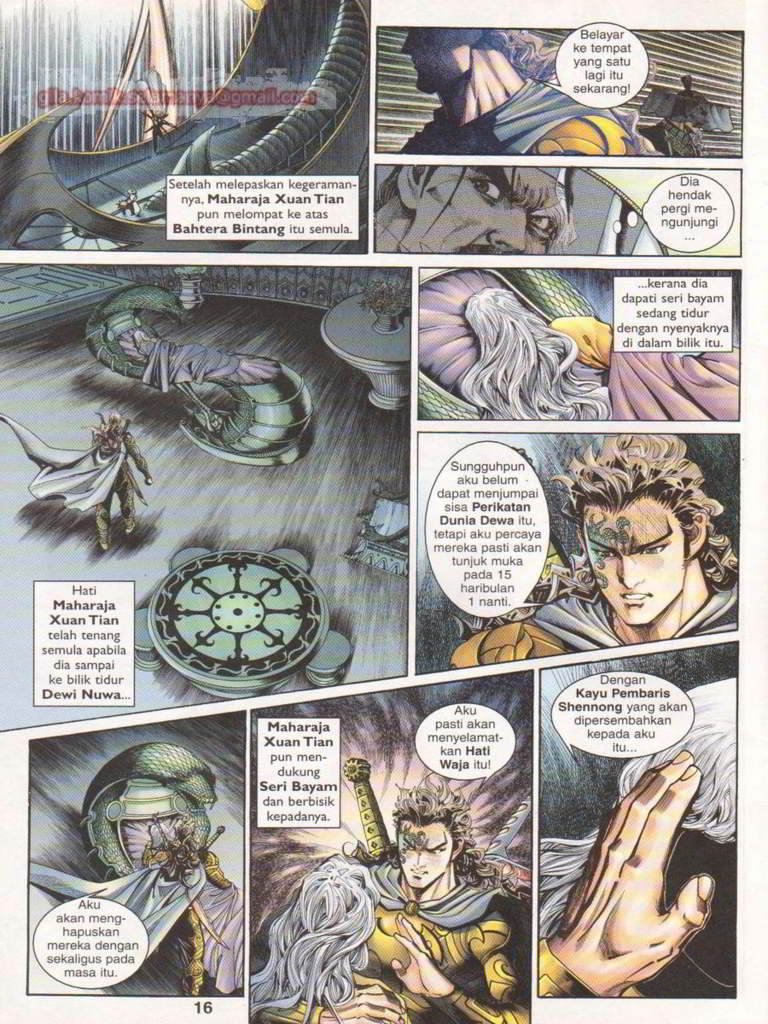 gila.komik.selamanya@gmail.com
Setelah melepaskan kegeraman-
nya, Maharaja Xuan Tian
pun melompat ke atas
Bahtera Bintang itu semula.
Belayar
ke tempat
yang satu
lagi itu
sekarang!
Dia
hendak
pergi me-
ngunjungi
...
Hati
Maharaja
Xuan Tian
telah tenang
semula apabila
dia sampai
ke bilik tidur
Dewi Nuwa...
...kerana dia
dapati seri bayam
sedang tidur
dengan nyenyaknya
di dalam bilik itu.
Sungguhpun
aku belum
dapat menjumpai
sisa Perikatan
Dunia Dewa itu,
tetapi aku percaya
mereka pasti akan
tunjuk muka
pada 15
haribulan
1 nanti.
Aku
akan meng-
hapuskan
mereka dengan
sekaligus pada
masa itu.
Maharaja
Xuan Tian
pun men-
dukung
Seri Bayam
dan berbisik
kepadanya.
Aku
pasti akan
menyelamat-
kan Hati
Waja itu!
Dengan
Kayu Pembaris
Shennong yang akan
dipersembahkan
kepada aku
itu...
16